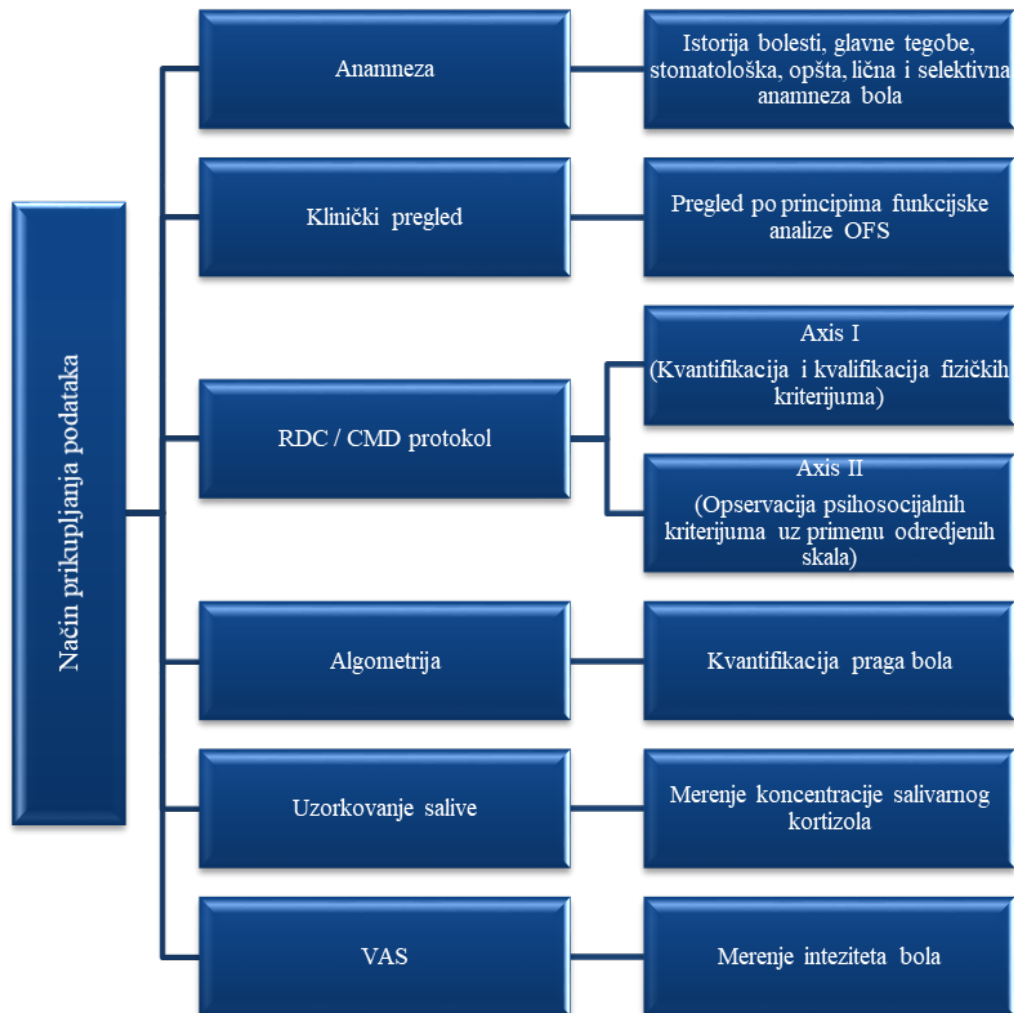 Način prikupljanja podataka
Anamneza
Istorija bolesti, glavne tegobe,
stomatološka, opšta, lična i selektivna
anamneza bola
Klinički pregled
Pregled po principima funkcijske
analize OFS
RDC / CMD protokol
Axis I
(Kvantifikacija i kvalifikacija fizičkih
kriterijuma)
Axis II
(Opservacija psihosocijalnih
kriterijuma uz primenu odredjenih
skala)
Algometrija
Kvantifikacija praga bola
Uzorkovanje salive
Merenje koncentracije salivarnog
kortizola
VAS
Merenje inteziteta bola